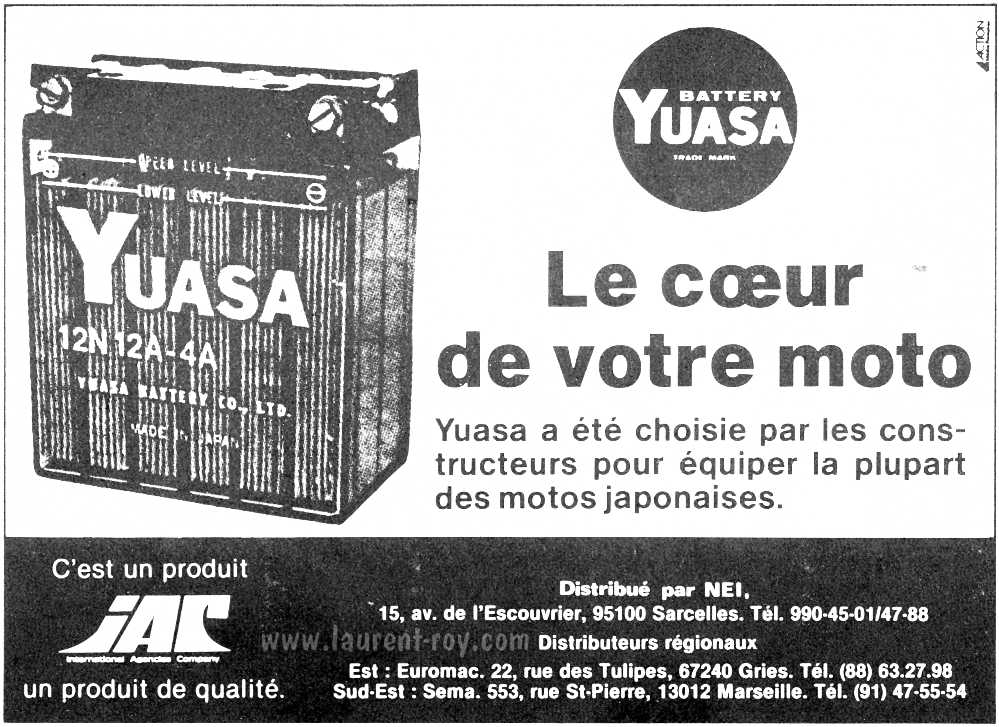 ACTION
UPPER LEVEL
LOWER LEVEL
YUASA
12N12A-4A
YUASA BATTERY CO., LTD.
MADE IN JAPAN
BATTERY
YUASA
TRADE MARK
Le cœur
de votre moto
Yuasa a été choisie par les cons-
tructeurs pour équiper la plupart
des motos japonaises.
C'est un produit
iAC
International Agencies Company
un produit de qualité.
Distribué par NEI,
15, av. de l'Escouvrier, 95100 Sarcelles. Tél. 990-45-01/47-88
www.laurent-roy.com
Distributeurs régionaux
Est : Euromac. 22, rue des Tulipes, 67240 Gries. Tél. (88) 63.27.98
Sud-Est : Sema. 553, rue St-Pierre, 13012 Marseille. Tél. (91) 47-55-54